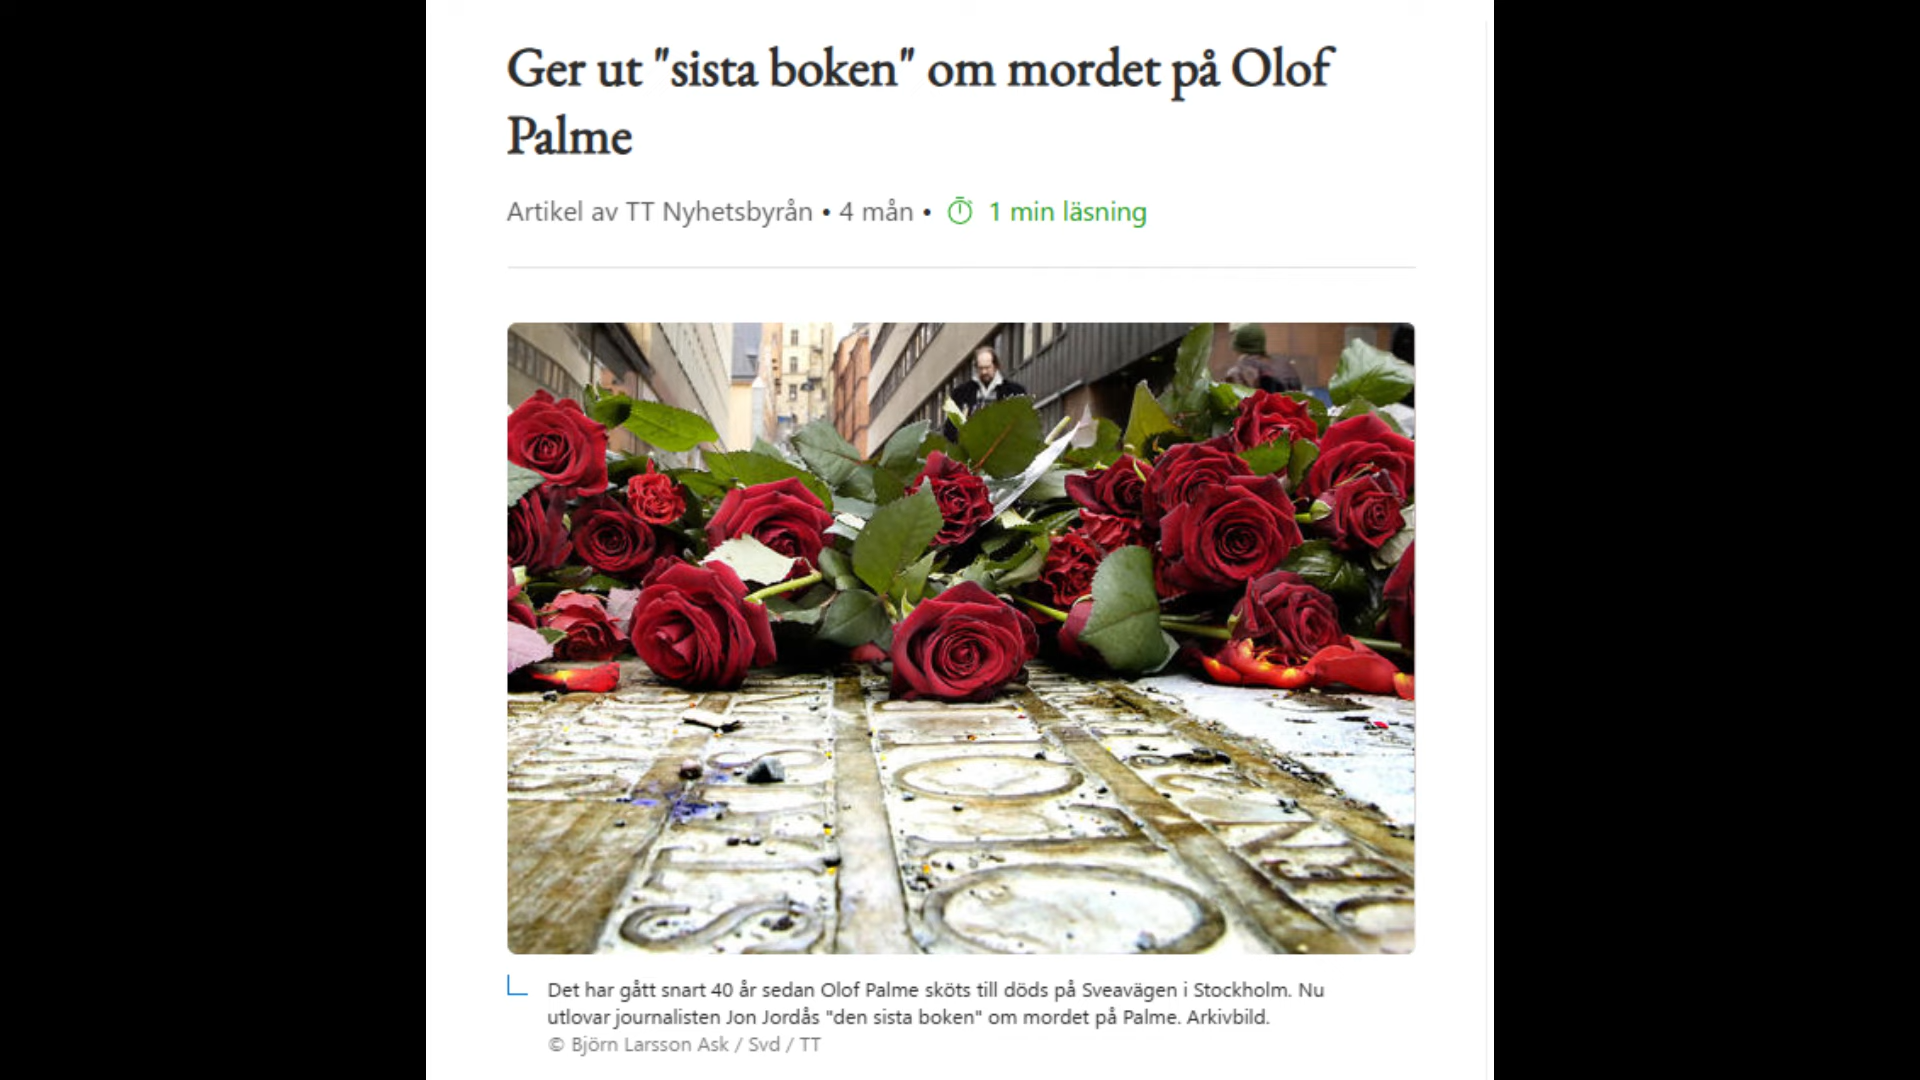 Ger ut "sista boken" om mordet på Olof
Palme
Artikel av TT Nyhetsbyrån • 4 mån • 1 min läsning
Det har gått snart 40 år sedan Olof Palme sköts till döds på Sveavägen i Stockholm. Nu
utlovar journalisten Jon Jordås "den sista boken" om mordet på Palme. Arkivbild.
© Björn Larsson Ask / Svd / TT